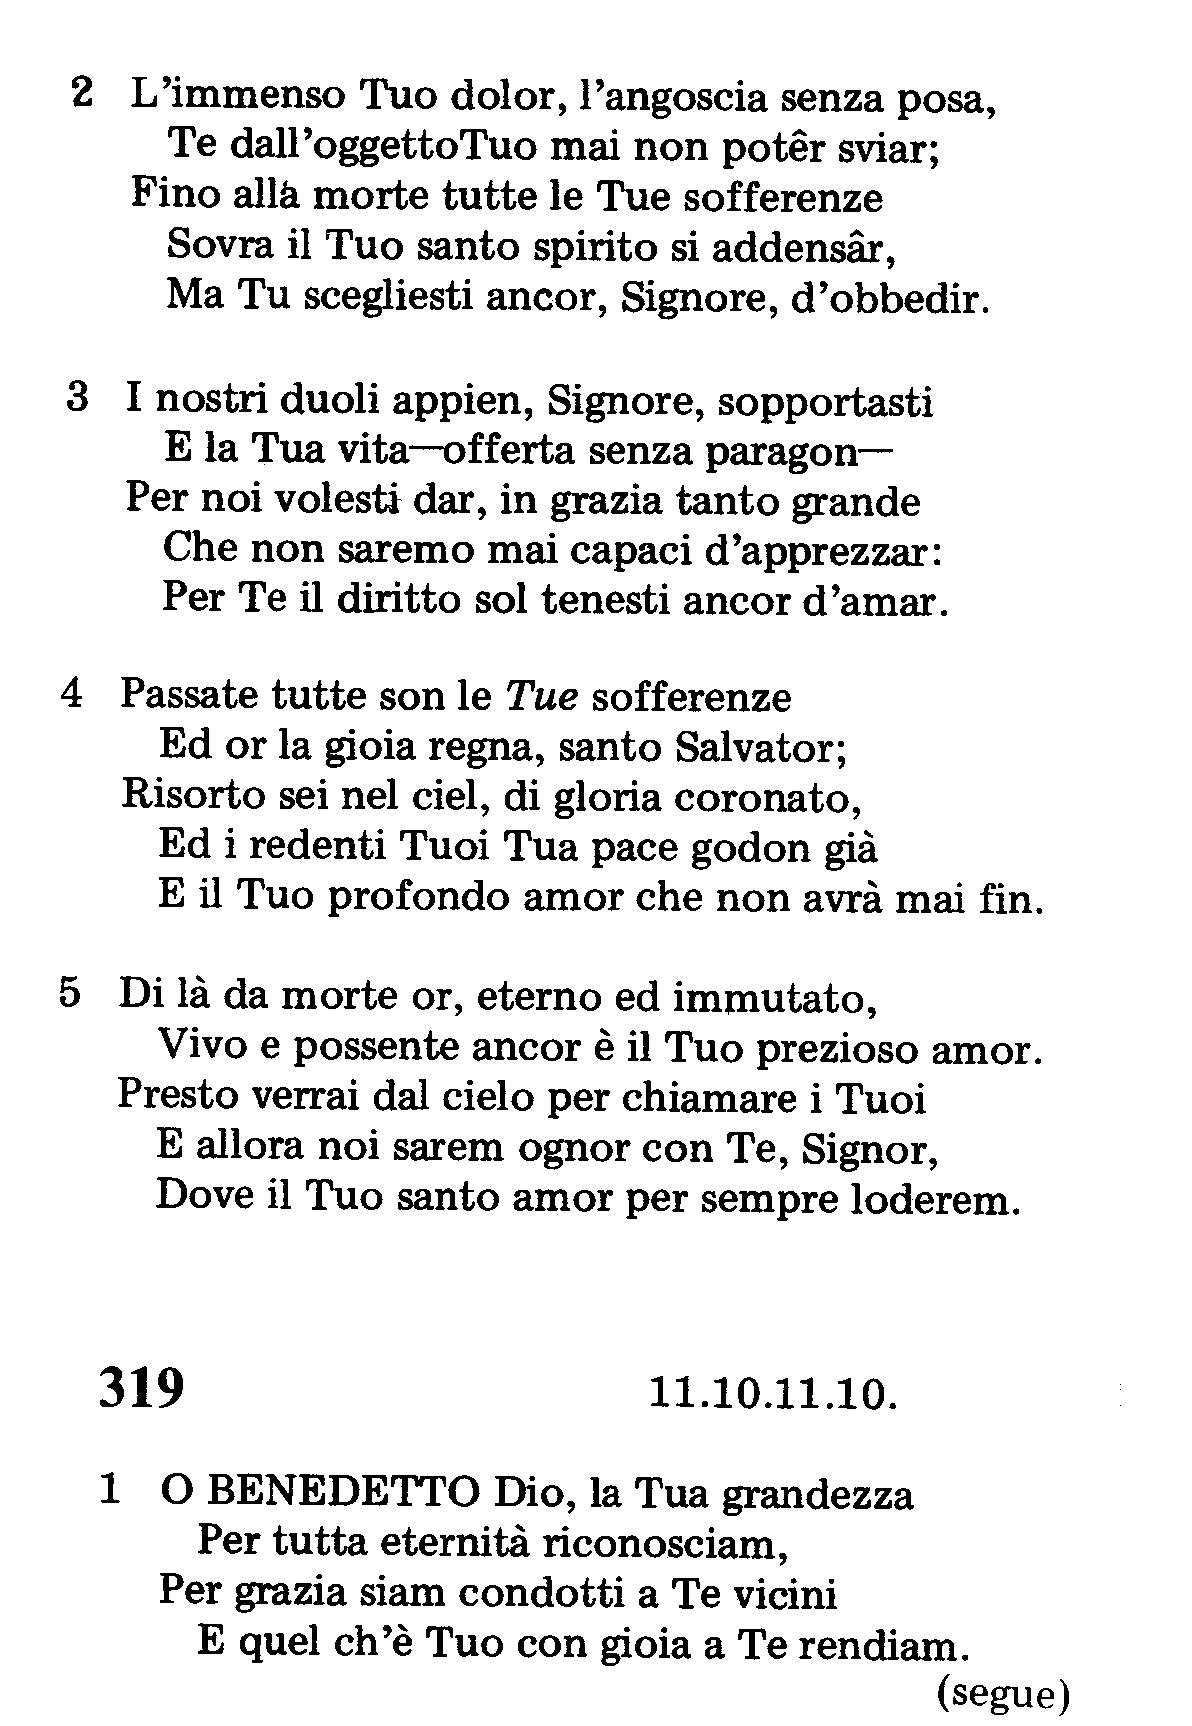 2 L'immenso Tuo dolor, l'angoscia senza posa,
Te dall'oggettoTuo mai non potêr sviar;
Fino alla morte tutte le Tue sofferenze
Sovra il Tuo santo spirito si addensâr,
Ma Tu scegliesti ancor, Signore, d'obbedir.
3 I nostri duoli appien, Signore, sopportasti
E la Tua vita—offerta senza paragon—
Per noi volesti dar, in grazia tanto grande
Che non saremo mai capaci d'apprezzar:
Per Te il diritto sol tenesti ancor d'amar.
4 Passate tutte son le Tue sofferenze
Ed or la gioia regna, santo Salvator;
Risorto sei nel ciel, di gloria coronato,
Ed i redenti Tuoi Tua pace godon già
E il Tuo profondo amor che non avrà mai fin.
5 Di là da morte or, eterno ed immutato,
Vivo e possente ancor è il Tuo prezioso amor.
Presto verrai dal cielo per chiamare i Tuoi
E allora noi sarem ognor con Te, Signor,
Dove il Tuo santo amor per sempre loderem.
319 11.10.11.10.
1 O BENEDETTO Dio, la Tua grandezza
Per tutta eternità riconosciam,
Per grazia siam condotti a Te vicini
E quel ch'è Tuo con gioia a Te rendiam.
(segue)